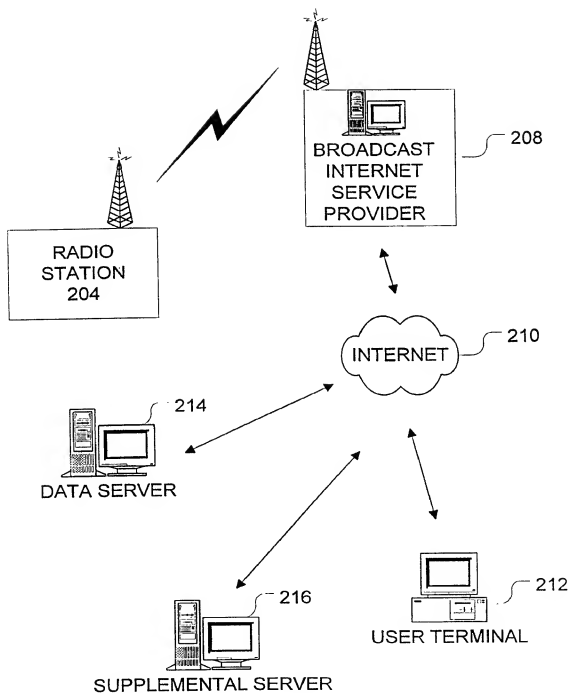 BROADCAST
INTERNET
SERVICE
PROVIDER
208
RADIO
STATION
204
INTERNET
210
214
DATA SERVER
216
SUPPLEMENTAL SERVER
212
USER TERMINAL